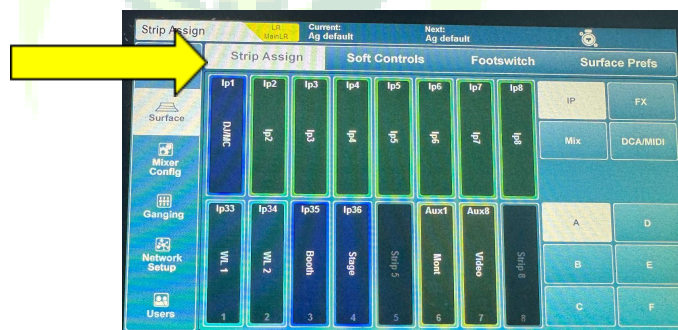 Strip Assign
LR
MainLR
Current:
Ag default
Next:
Ag default
Strip Assign
Soft Controls
Footswitch
Surface Prefs
Surface
Mixer
Config
Ganging
Network
Setup
Users
Ip1
Ip2
Ip3
Ip4
Ip5
Ip6
Ip7
Ip8
DJ/MC
Ip2
Ip3
Ip4
Ip5
Ip6
Ip7
Ip8
IP
FX
Mix
DCA/MIDI
Ip33
Ip34
Ip35
Ip36
Aux1
Aux8
WL 1
WL 2
Booth
Stage
Strip 5
Mont
Video
Strip 8
1
2
3
4
5
6
7
8
A
D
B
E
C
F